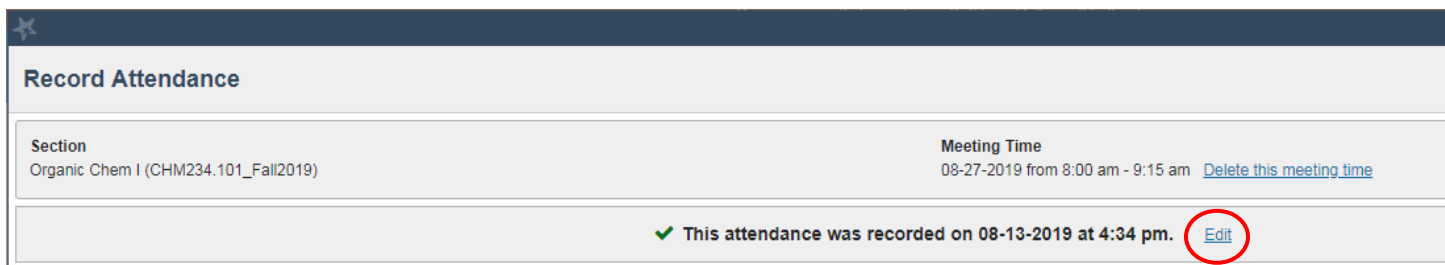 Record Attendance
Section
Organic Chem I (CHM234.101_Fall2019)
Meeting Time
08-27-2019 from 8:00 am - 9:15 am Delete this meeting time
This attendance was recorded on 08-13-2019 at 4:34 pm. Edit